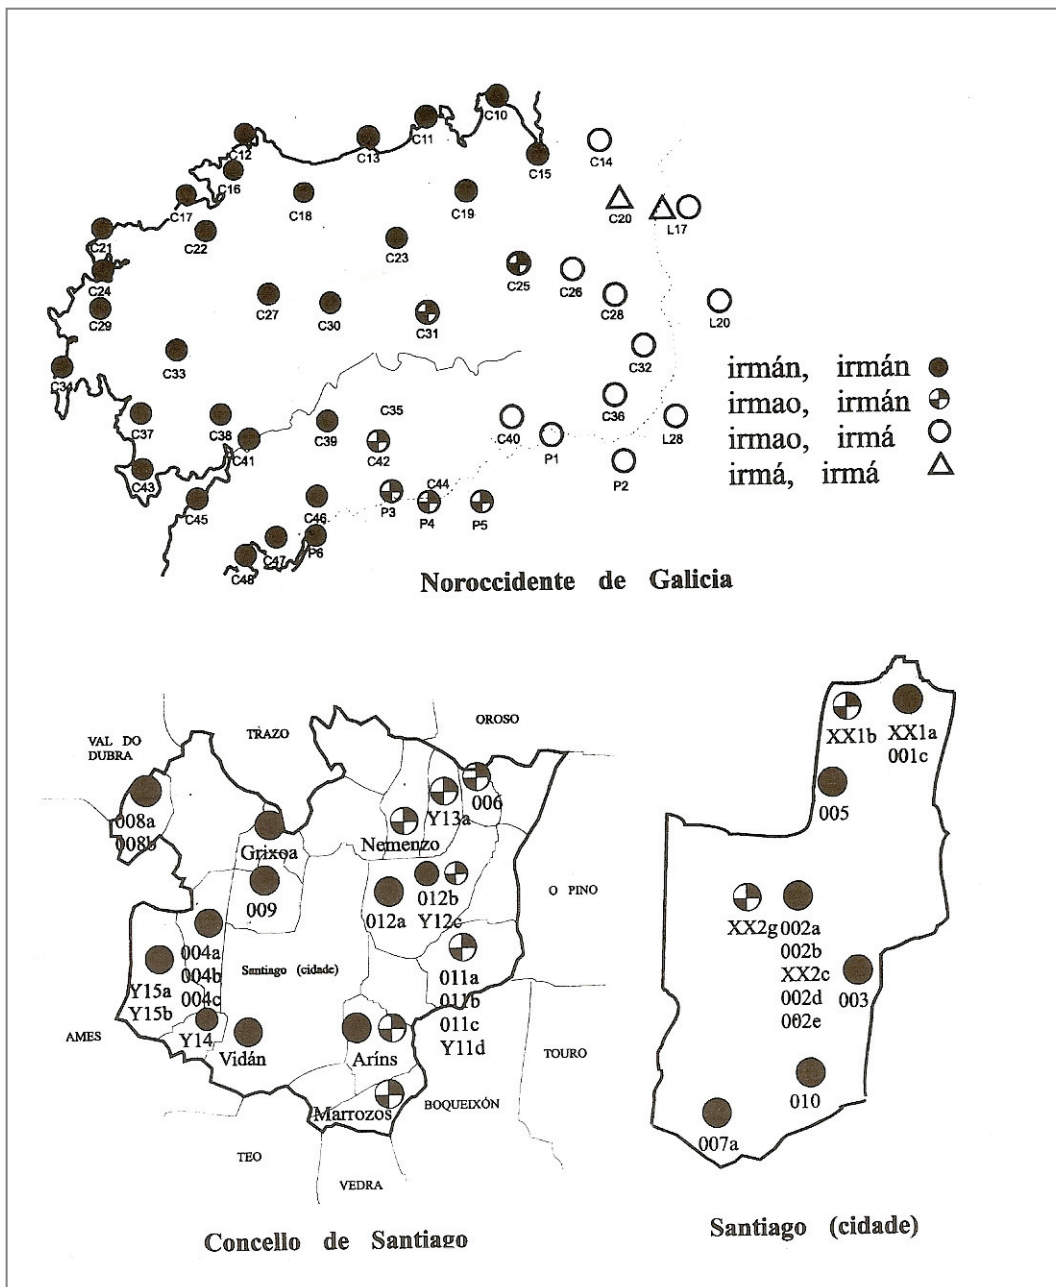 C10
C11
C12
C13
C14
C15
C16
C17
C18
C19
C20
L17
C21
C22
C23
C24
C25
C26
C27
C28
C29
C30
C31
L20
C32
C33
C34
irmán, irmán
irmao, irmán
irmao, irmá
irmá, irmá
C35
C36
C37
C38
C39
C40
C41
C42
L28
P1
P2
C43
C44
C45
C46
P3
P4
P5
C47
P6
C48
Noroccidente de Galicia
VAL DO
DUBRA
TRAZO
OROSO
008a
008b
Grixoa
Nemenzo
Y13a
006
009
012a
012b
Y12c
O PINO
004a
004b
004c
Santiago (cidade)
011a
011b
011c
Y11d
Y15a
Y15b
AMES
Y14
Vidán
Aríns
TOURO
Marrozos
BOQUEIXÓN
TEO
VEDRA
Concello de Santiago
XX1b
XX1a
001c
005
XX2g
002a
002b
XX2c
002d
002e
003
010
007a
Santiago (cidade)